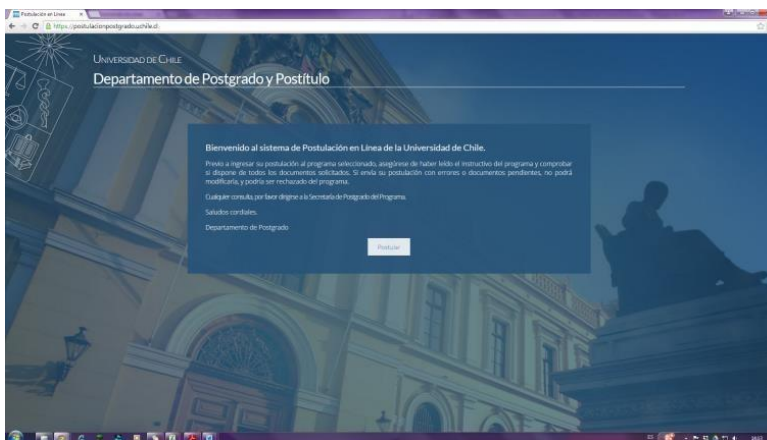 Postulación en Línea
https://postulacionpostgrado.uchile.cl
UNIVERSIDAD DE CHILE
Departamento de Postgrado y Postítulo
Bienvenido al sistema de Postulación en Línea de la Universidad de Chile.
Previo a ingresar su postulación al programa seleccionado, asegúrese de haber leído el instructivo del programa y comprobar
si dispone de todos los documentos solicitados. Si envía su postulación con errores o documentos pendientes, no podrá
modificarla, y podría ser rechazado del programa.
Cualquier consulta, por favor dirigirse a la Secretaría de Postgrado del Programa.
Saludos cordiales.
Departamento de Postgrado
Postular
ES